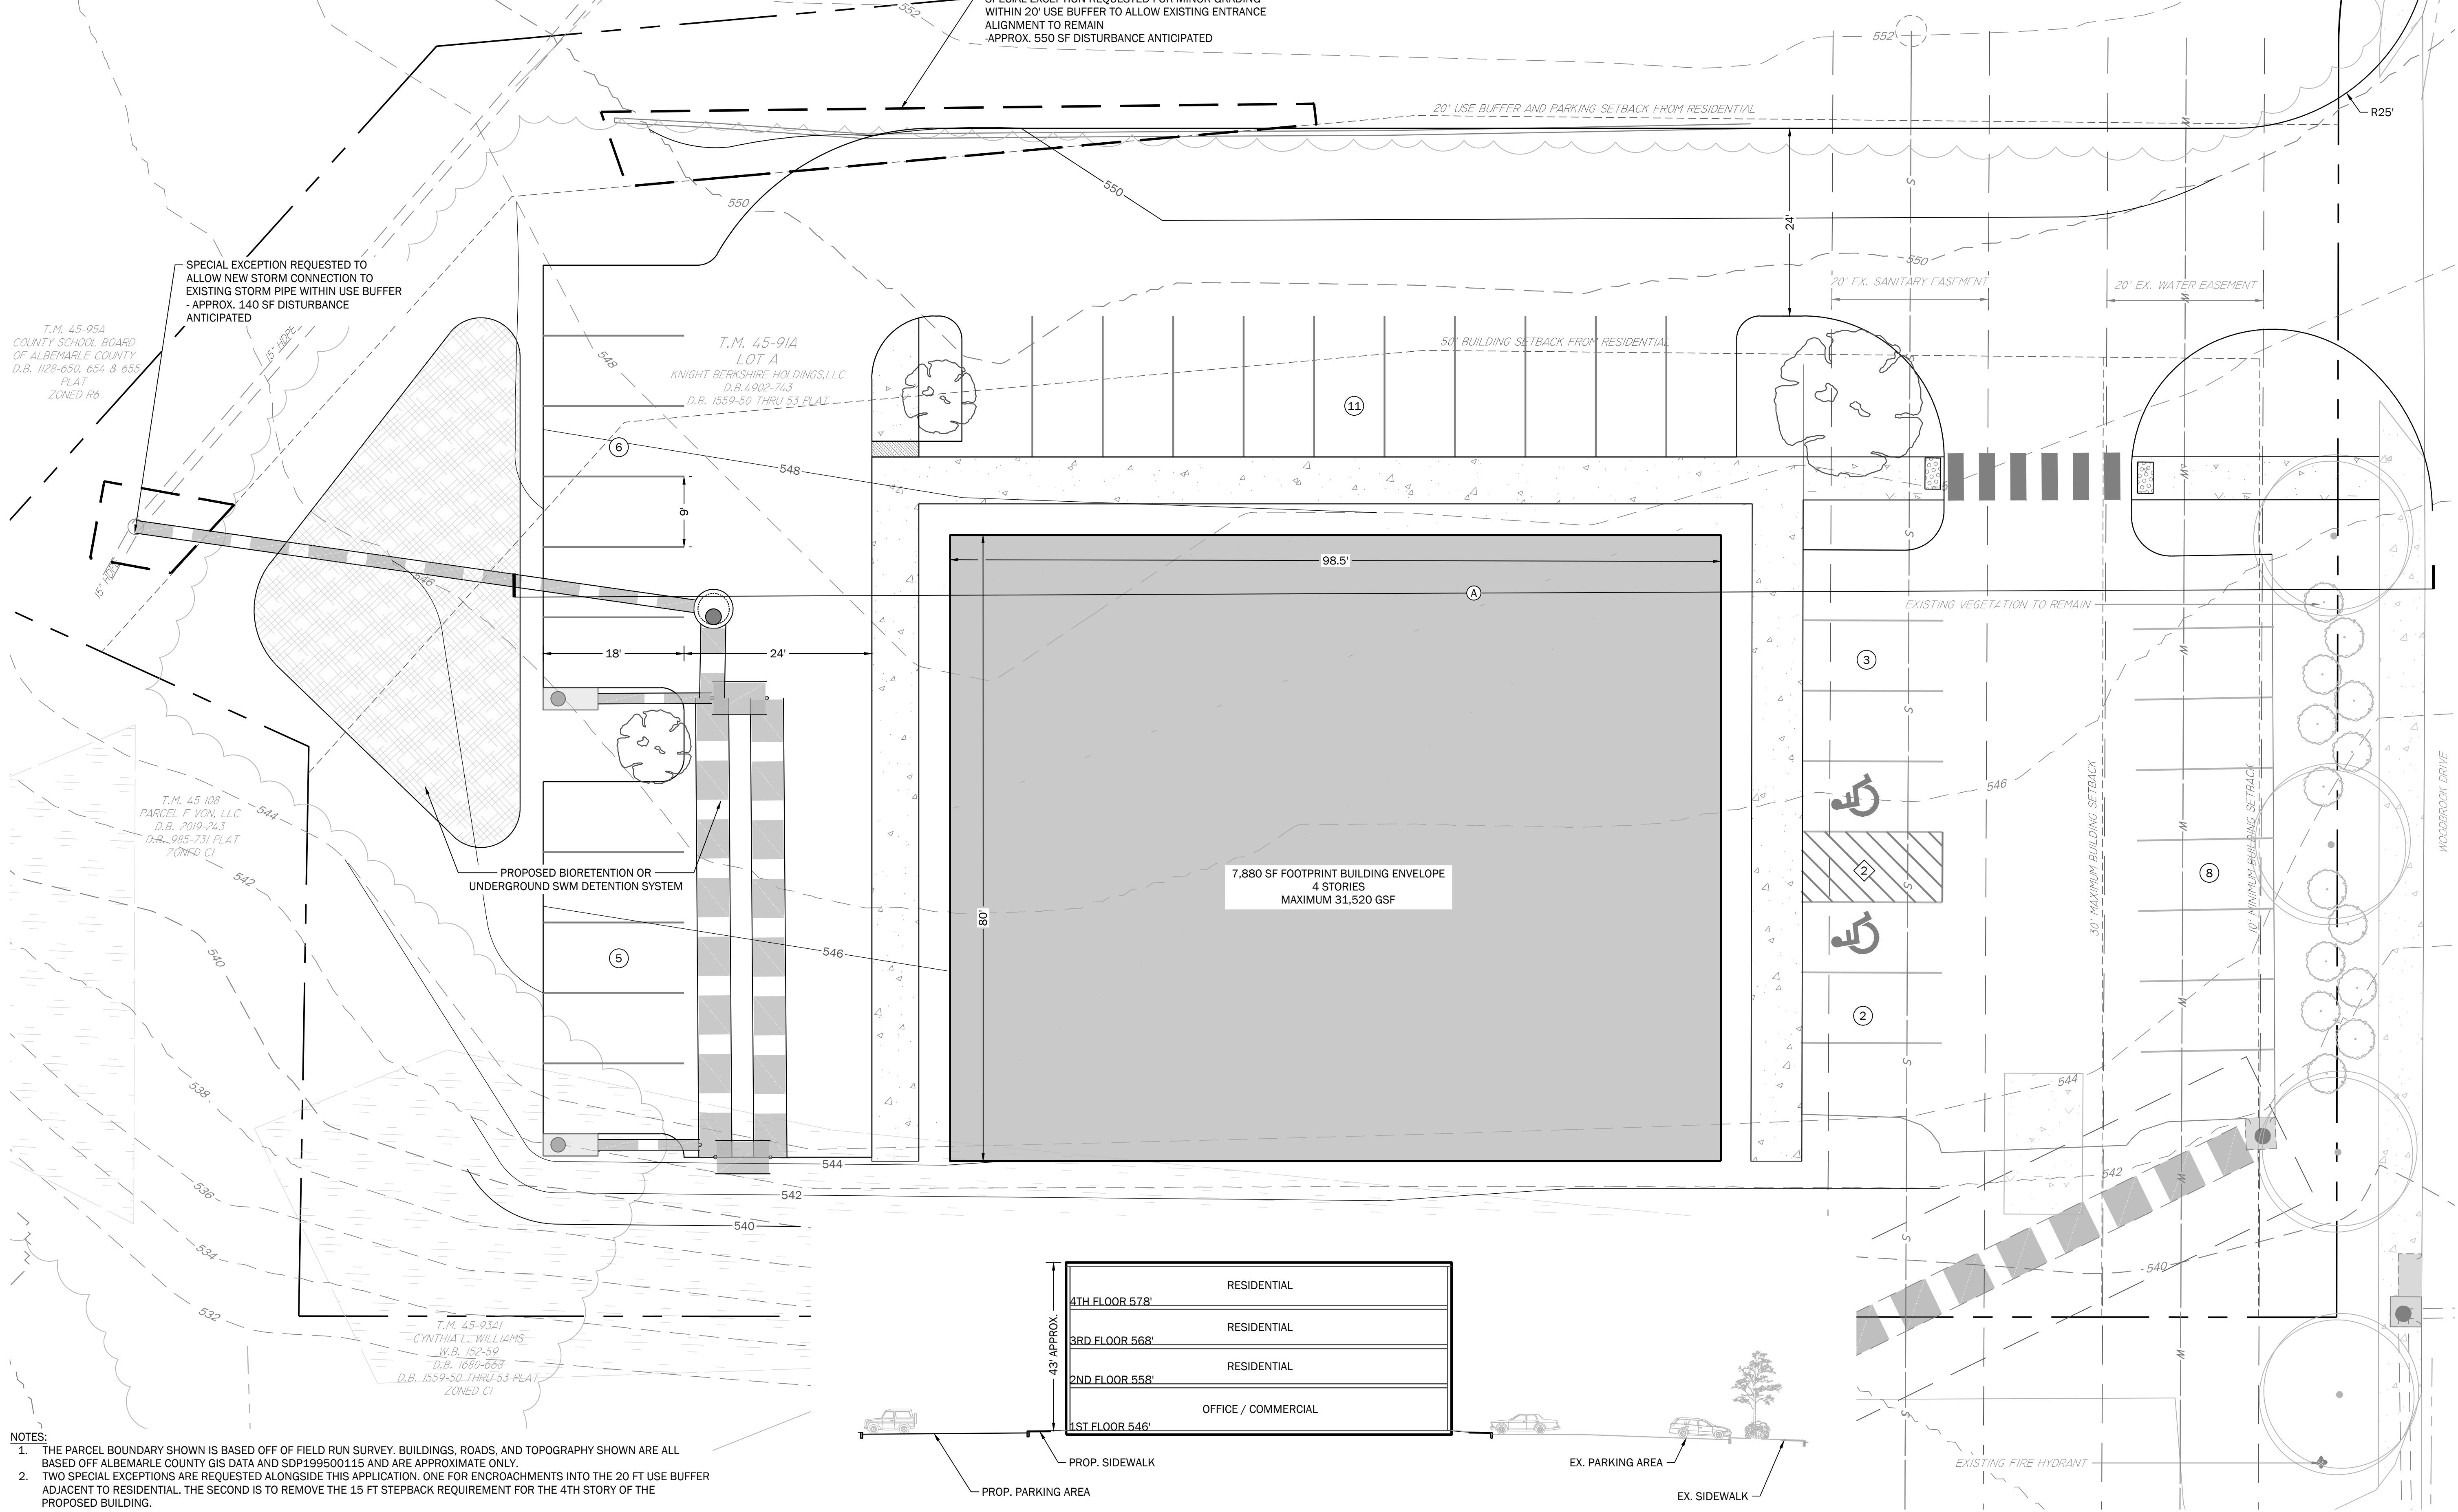 SPECIAL EXCEPTION REQUESTED FOR MINOR GRADING
WITHIN 20' USE BUFFER TO ALLOW EXISTING ENTRANCE
ALIGNMENT TO REMAIN
-APPROX. 550 SF DISTURBANCE ANTICIPATED
552
552
R25'
20' USE BUFFER AND PARKING SETBACK FROM RESIDENTIAL
550
550
24'
S
W
550
20' EX. SANITARY EASEMENT
20' EX. WATER EASEMENT
W
SPECIAL EXCEPTION REQUESTED TO
ALLOW NEW STORM CONNECTION TO
EXISTING STORM PIPE WITHIN USE BUFFER
- APPROX. 140 SF DISTURBANCE
ANTICIPATED
15" HDPE
T.M. 45-95A
COUNTY SCHOOL BOARD
OF ALBEMARLE COUNTY
D.B. 1128-650, 654 & 655
PLAT
ZONED R6
548
T.M. 45-91A
LOT A
KNIGHT BERKSHIRE HOLDINGS,LLC
D.B.4902-743
D.B. 1559-50 THRU 53 PLAT
50' BUILDING SETBACK FROM RESIDENTIAL
S
11
6
548
9'
W
S
15" HDPE
546
98.5'
A
EXISTING VEGETATION TO REMAIN
18'
24'
3
W
S
546
30' MAXIMUM BUILDING SETBACK
10' MINIMUM BUILDING SETBACK
WOODBROOK DRIVE
T.M. 45-108
PARCEL F VON, LLC
D.B. 2019-243
D.B. 985-731 PLAT
ZONED C1
544
542
PROPOSED BIORETENTION OR
UNDERGROUND SWM DETENTION SYSTEM
7,880 SF FOOTPRINT BUILDING ENVELOPE
4 STORIES
MAXIMUM 31,520 GSF
80'
2
S
W
8
540
5
546
2
W
S
544
538
544
542
542
536
540
534
532
S
W
540
T.M. 45-93A1
CYNTHIA L. WILLIAMS
W.B. 152-59
D.B. 1680-668
D.B. 1559-50 THRU 53 PLAT
ZONED C1
43' APPROX.
RESIDENTIAL
4TH FLOOR 578'
RESIDENTIAL
3RD FLOOR 568'
RESIDENTIAL
2ND FLOOR 558'
OFFICE / COMMERCIAL
1ST FLOOR 546'
PROP. SIDEWALK
PROP. PARKING AREA
EX. PARKING AREA
EX. SIDEWALK
W
S
EXISTING FIRE HYDRANT
NOTES:
1. THE PARCEL BOUNDARY SHOWN IS BASED OFF OF FIELD RUN SURVEY. BUILDINGS, ROADS, AND TOPOGRAPHY SHOWN ARE ALL
BASED OFF ALBEMARLE COUNTY GIS DATA AND SDP199500115 AND ARE APPROXIMATE ONLY.
2. TWO SPECIAL EXCEPTIONS ARE REQUESTED ALONGSIDE THIS APPLICATION. ONE FOR ENCROACHMENTS INTO THE 20 FT USE BUFFER
ADJACENT TO RESIDENTIAL. THE SECOND IS TO REMOVE THE 15 FT STEPBACK REQUIREMENT FOR THE 4TH STORY OF THE
PROPOSED BUILDING.